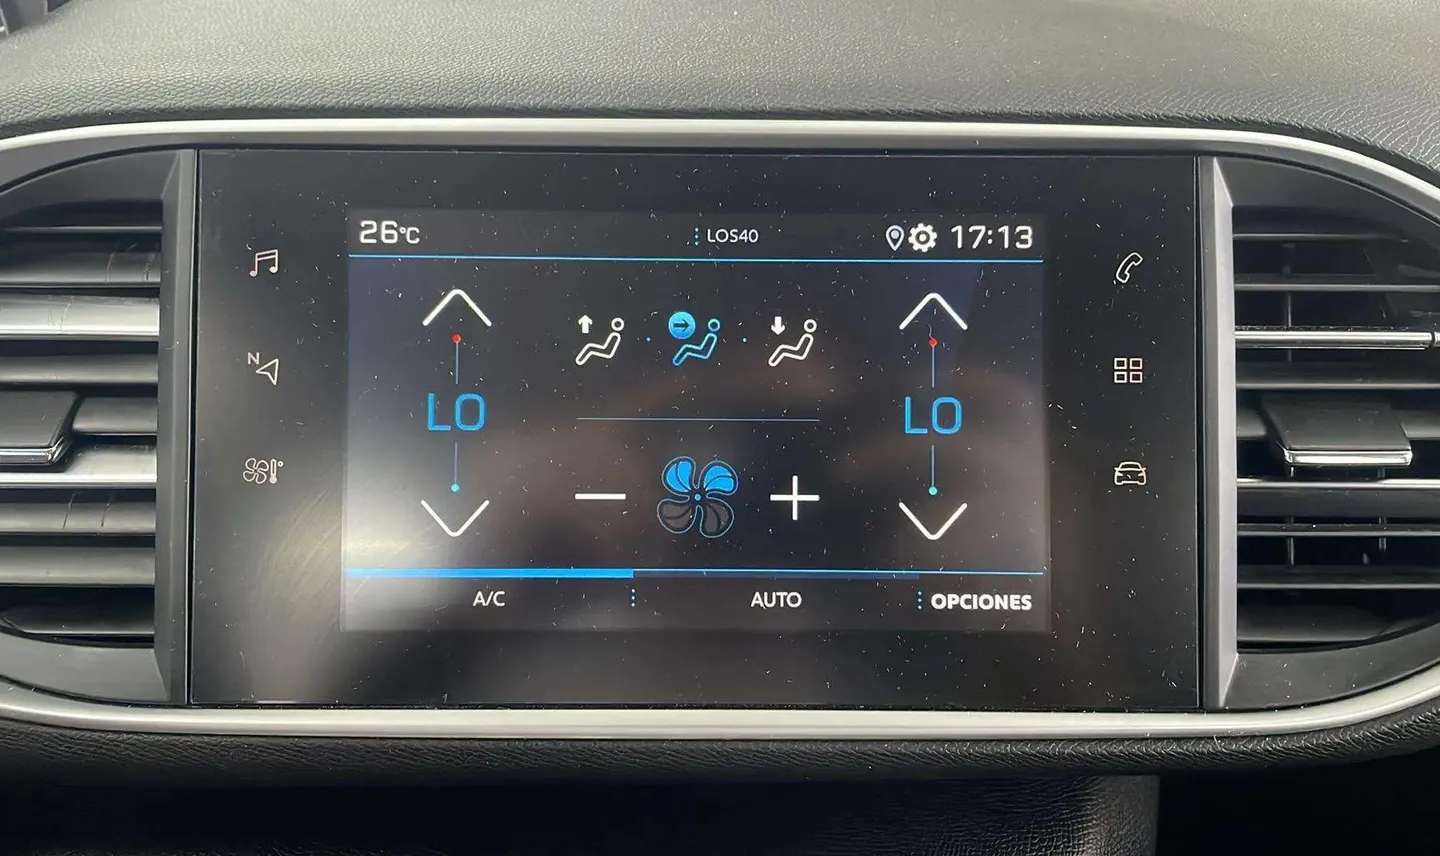 26°C LOS40 17:13
N
LO LO
A/C AUTO OPCIONES